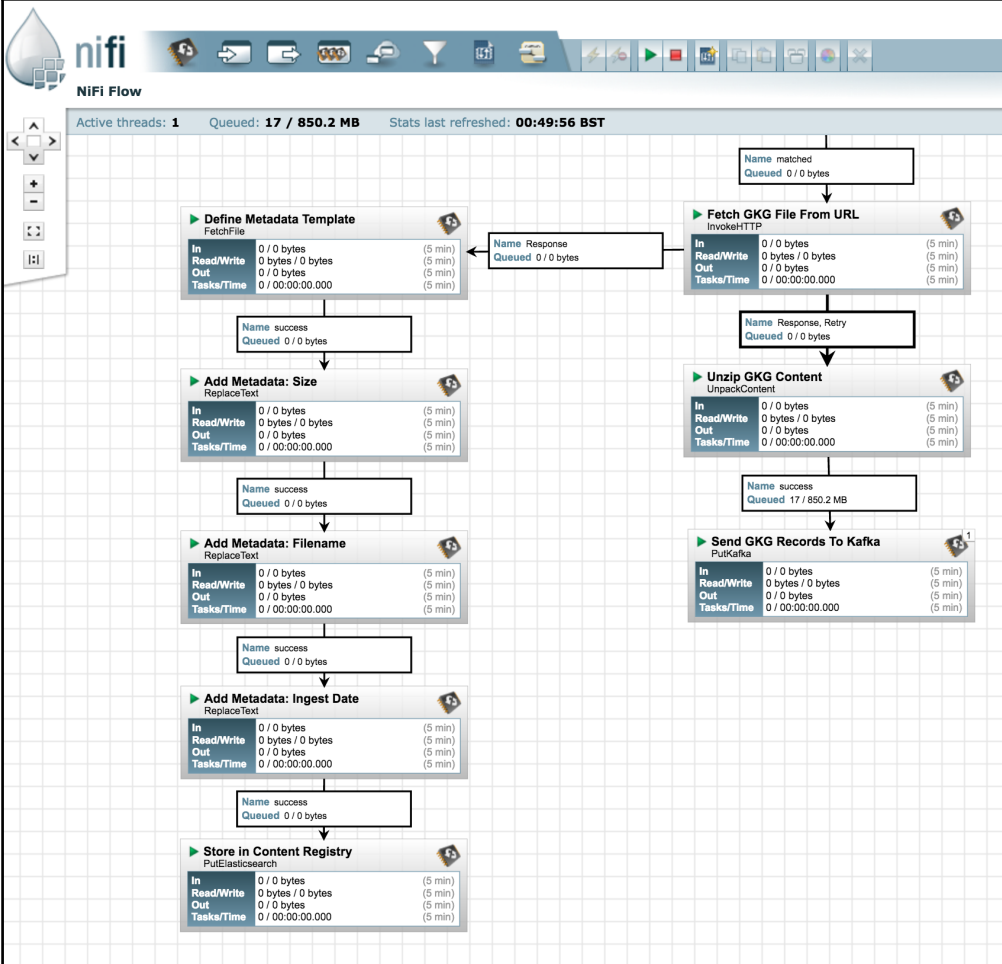 nifi
NiFi Flow
Active threads: 1 Queued: 17 / 850.2 MB Stats last refreshed: 00:49:56 BST
Name matched
Queued 0 / 0 bytes
Fetch GKG File From URL
InvokeHTTP
In 0 / 0 bytes (5 min)
Read/Write 0 bytes / 0 bytes (5 min)
Out 0 / 0 bytes (5 min)
Tasks/Time 0 / 00:00:00.000 (5 min)
Name Response
Queued 0 / 0 bytes
Define Metadata Template
FetchFile
In 0 / 0 bytes (5 min)
Read/Write 0 bytes / 0 bytes (5 min)
Out 0 / 0 bytes (5 min)
Tasks/Time 0 / 00:00:00.000 (5 min)
Name success
Queued 0 / 0 bytes
Add Metadata: Size
ReplaceText
In 0 / 0 bytes (5 min)
Read/Write 0 bytes / 0 bytes (5 min)
Out 0 / 0 bytes (5 min)
Tasks/Time 0 / 00:00:00.000 (5 min)
Name success
Queued 0 / 0 bytes
Add Metadata: Filename
ReplaceText
In 0 / 0 bytes (5 min)
Read/Write 0 bytes / 0 bytes (5 min)
Out 0 / 0 bytes (5 min)
Tasks/Time 0 / 00:00:00.000 (5 min)
Name success
Queued 0 / 0 bytes
Add Metadata: Ingest Date
ReplaceText
In 0 / 0 bytes (5 min)
Read/Write 0 bytes / 0 bytes (5 min)
Out 0 / 0 bytes (5 min)
Tasks/Time 0 / 00:00:00.000 (5 min)
Name success
Queued 0 / 0 bytes
Store in Content Registry
PutElasticsearch
In 0 / 0 bytes (5 min)
Read/Write 0 bytes / 0 bytes (5 min)
Out 0 / 0 bytes (5 min)
Tasks/Time 0 / 00:00:00.000 (5 min)
Name Response, Retry
Queued 0 / 0 bytes
Unzip GKG Content
UnpackContent
In 0 / 0 bytes (5 min)
Read/Write 0 bytes / 0 bytes (5 min)
Out 0 / 0 bytes (5 min)
Tasks/Time 0 / 00:00:00.000 (5 min)
Name success
Queued 17 / 850.2 MB
Send GKG Records To Kafka 1
PutKafka
In 0 / 0 bytes (5 min)
Read/Write 0 bytes / 0 bytes (5 min)
Out 0 / 0 bytes (5 min)
Tasks/Time 0 / 00:00:00.000 (5 min)